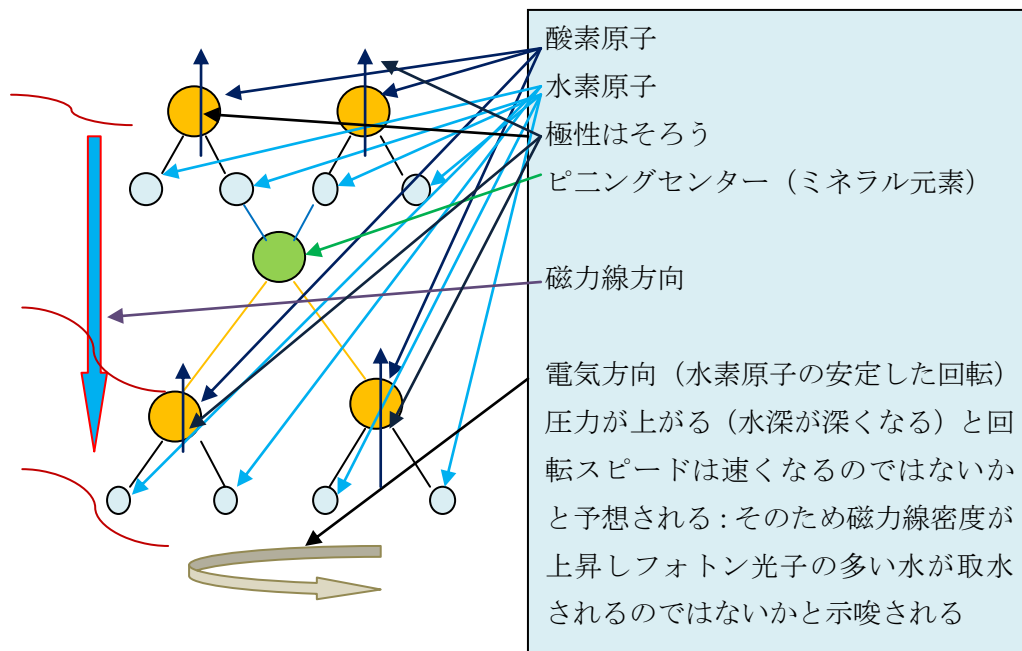 酸素原子
水素原子
極性はそろう
ピニングセンター（ミネラル元素）
磁力線方向
電気方向（水素原子の安定した回転）
圧力が上がる（水深が深くなる）と回
転スピードは速くなるのではないか
と予想される：そのため磁力線密度が
上昇しフォトン光子の多い水が取水
されるのではないかと示唆される